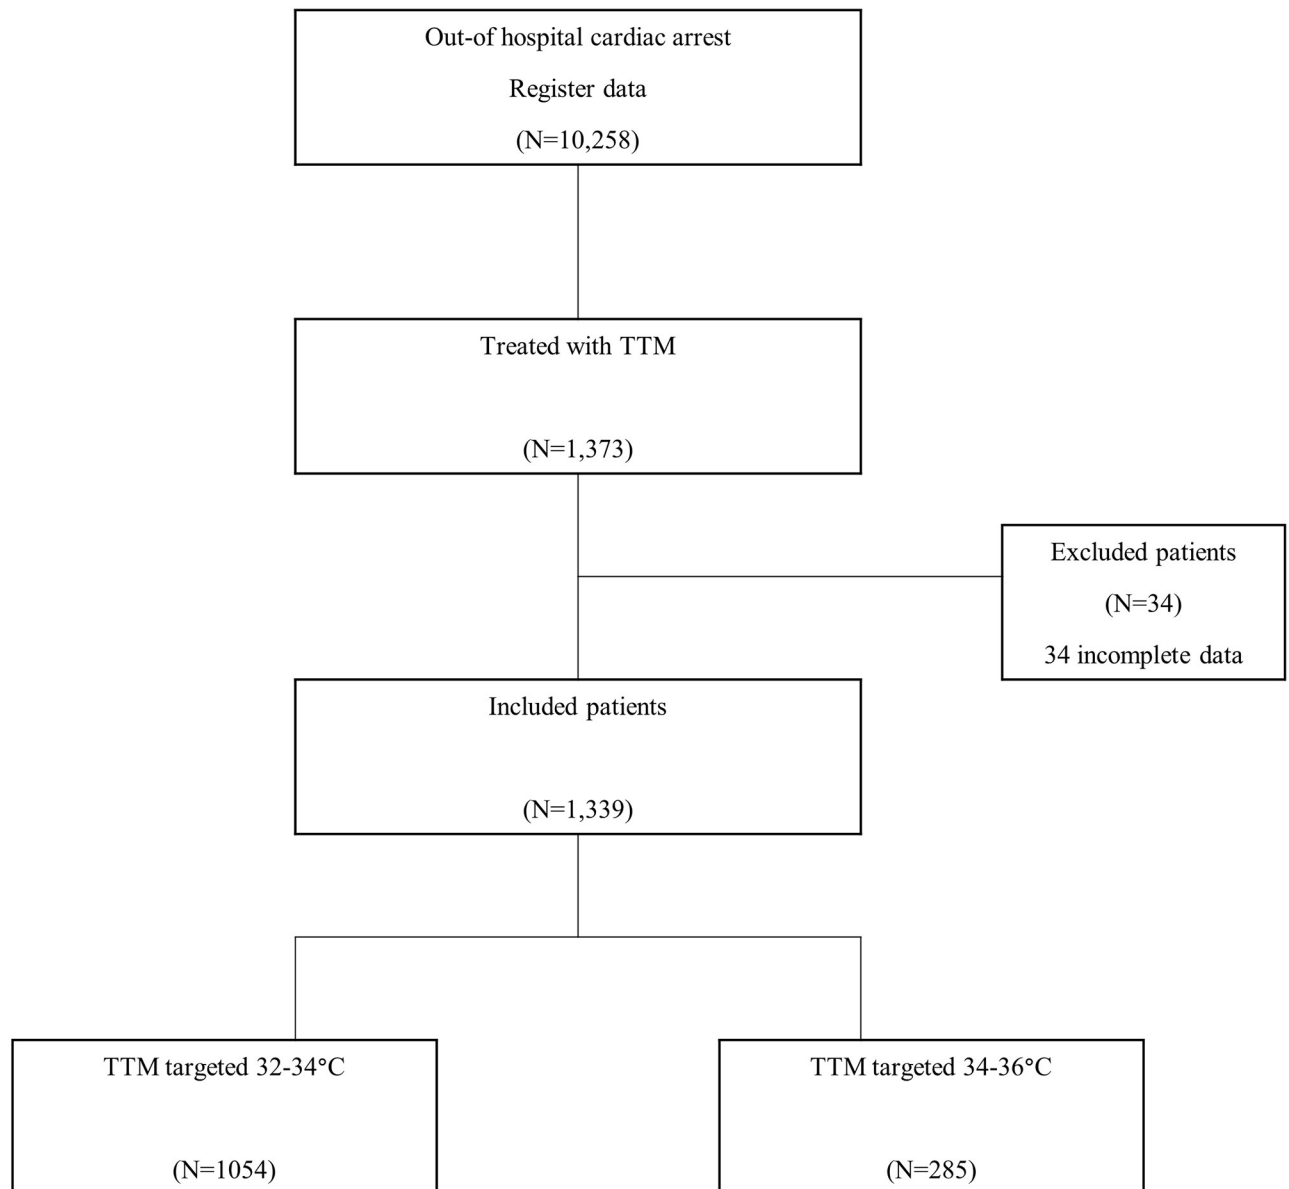 Out-of hospital cardiac arrest
Register data
(N=10,258)
Treated with TTM
(N=1,373)
Excluded patients
(N=34)
34 incomplete data
Included patients
(N=1,339)
TTM targeted 32-34°C
(N=1054)
TTM targeted 34-36°C
(N=285)